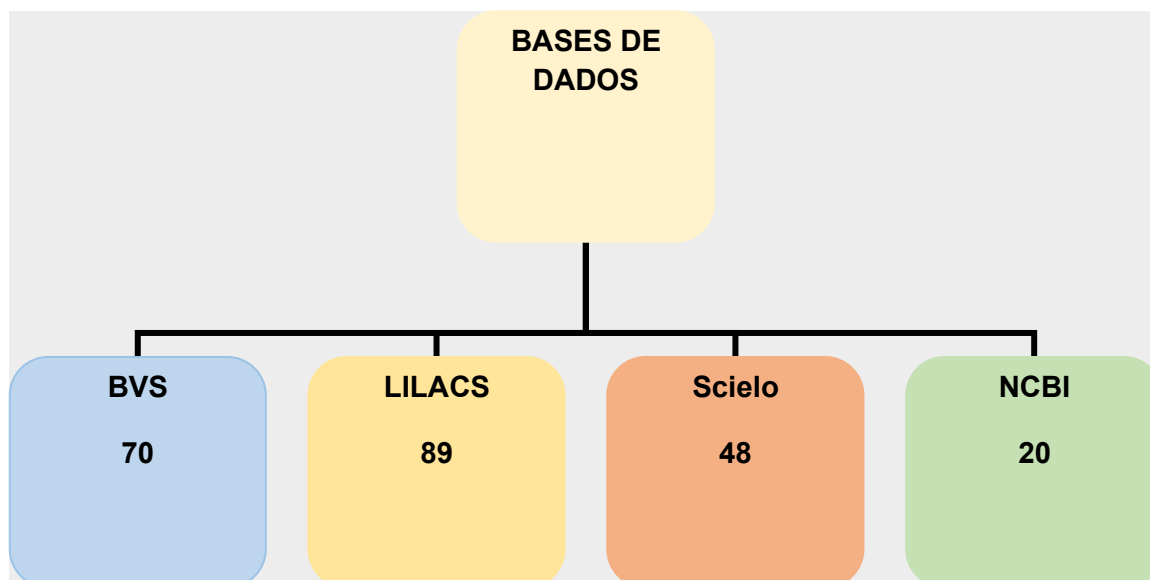 BASES DE
DADOS
BVS
70
LILACS
89
Scielo
48
NCBI
20